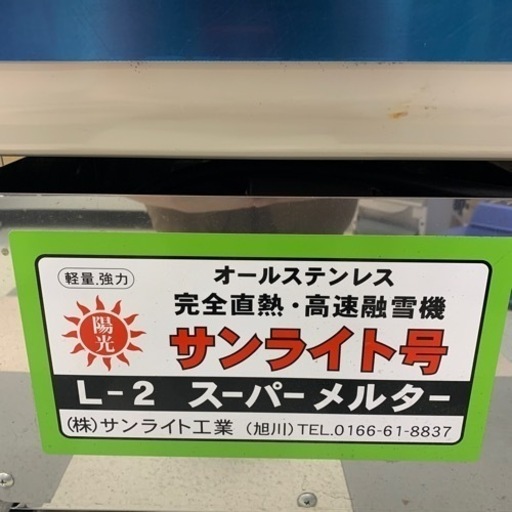 軽量.強力
オールステンレス
完全直熱・高速融雪機
陽光
サンライト号
L-2 スーパーメルター
(株)サンライト工業 (旭川)TEL.0166-61-8837